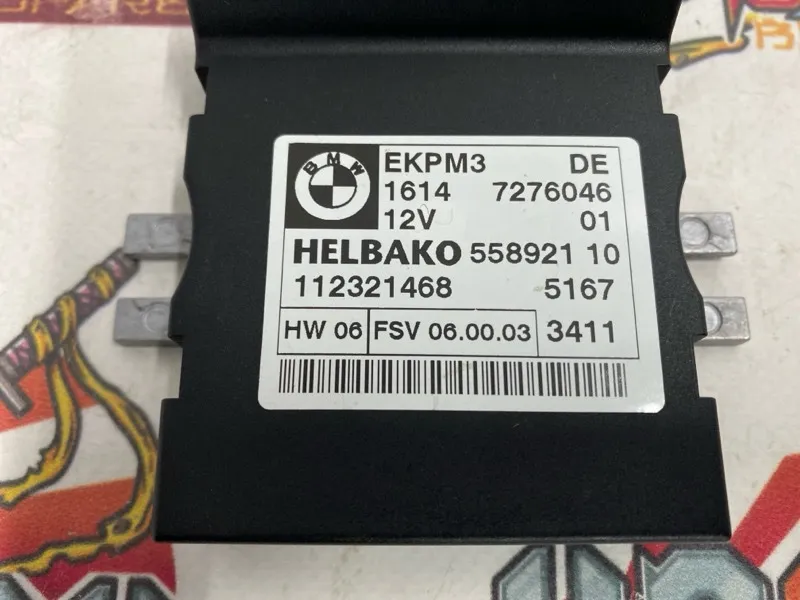 BMW
EKPM3 DE
1614 7276046
12V 01
HELBAKO 558921 10
112321468 5167
HW 06 FSV 06.00.03 3411